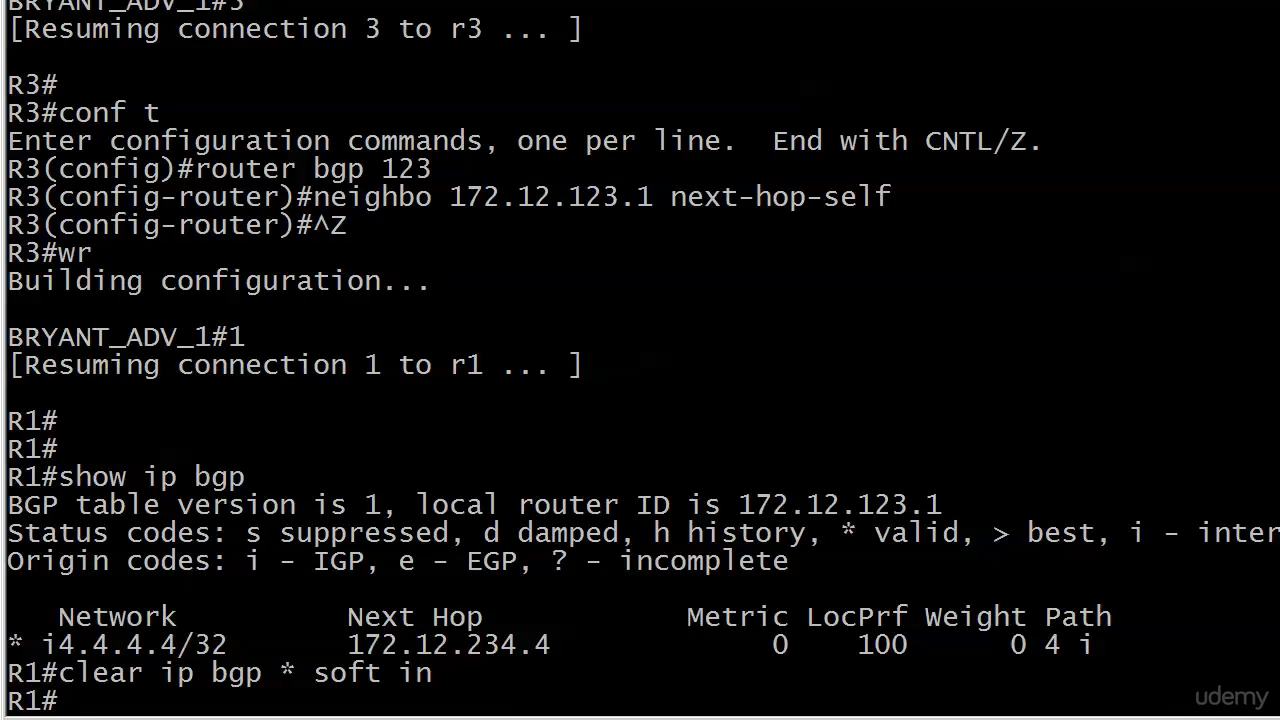 BRYANT_ADV_1#3
[Resuming connection 3 to r3 ... ]
R3#
R3#conf t
Enter configuration commands, one per line.  End with CNTL/Z.
R3(config)#router bgp 123
R3(config-router)#neighbo 172.12.123.1 next-hop-self
R3(config-router)#^Z
R3#wr
Building configuration...
BRYANT_ADV_1#1
[Resuming connection 1 to r1 ... ]
R1#
R1#
R1#show ip bgp
BGP table version is 1, local router ID is 172.12.123.1
Status codes: s suppressed, d damped, h history, * valid, > best, i - inter
Origin codes: i - IGP, e - EGP, ? - incomplete
Network Next Hop Metric LocPrf Weight Path
* i4.4.4.4/32 172.12.234.4 0 100 0 4 i
R1#clear ip bgp * soft in
R1#
udemy